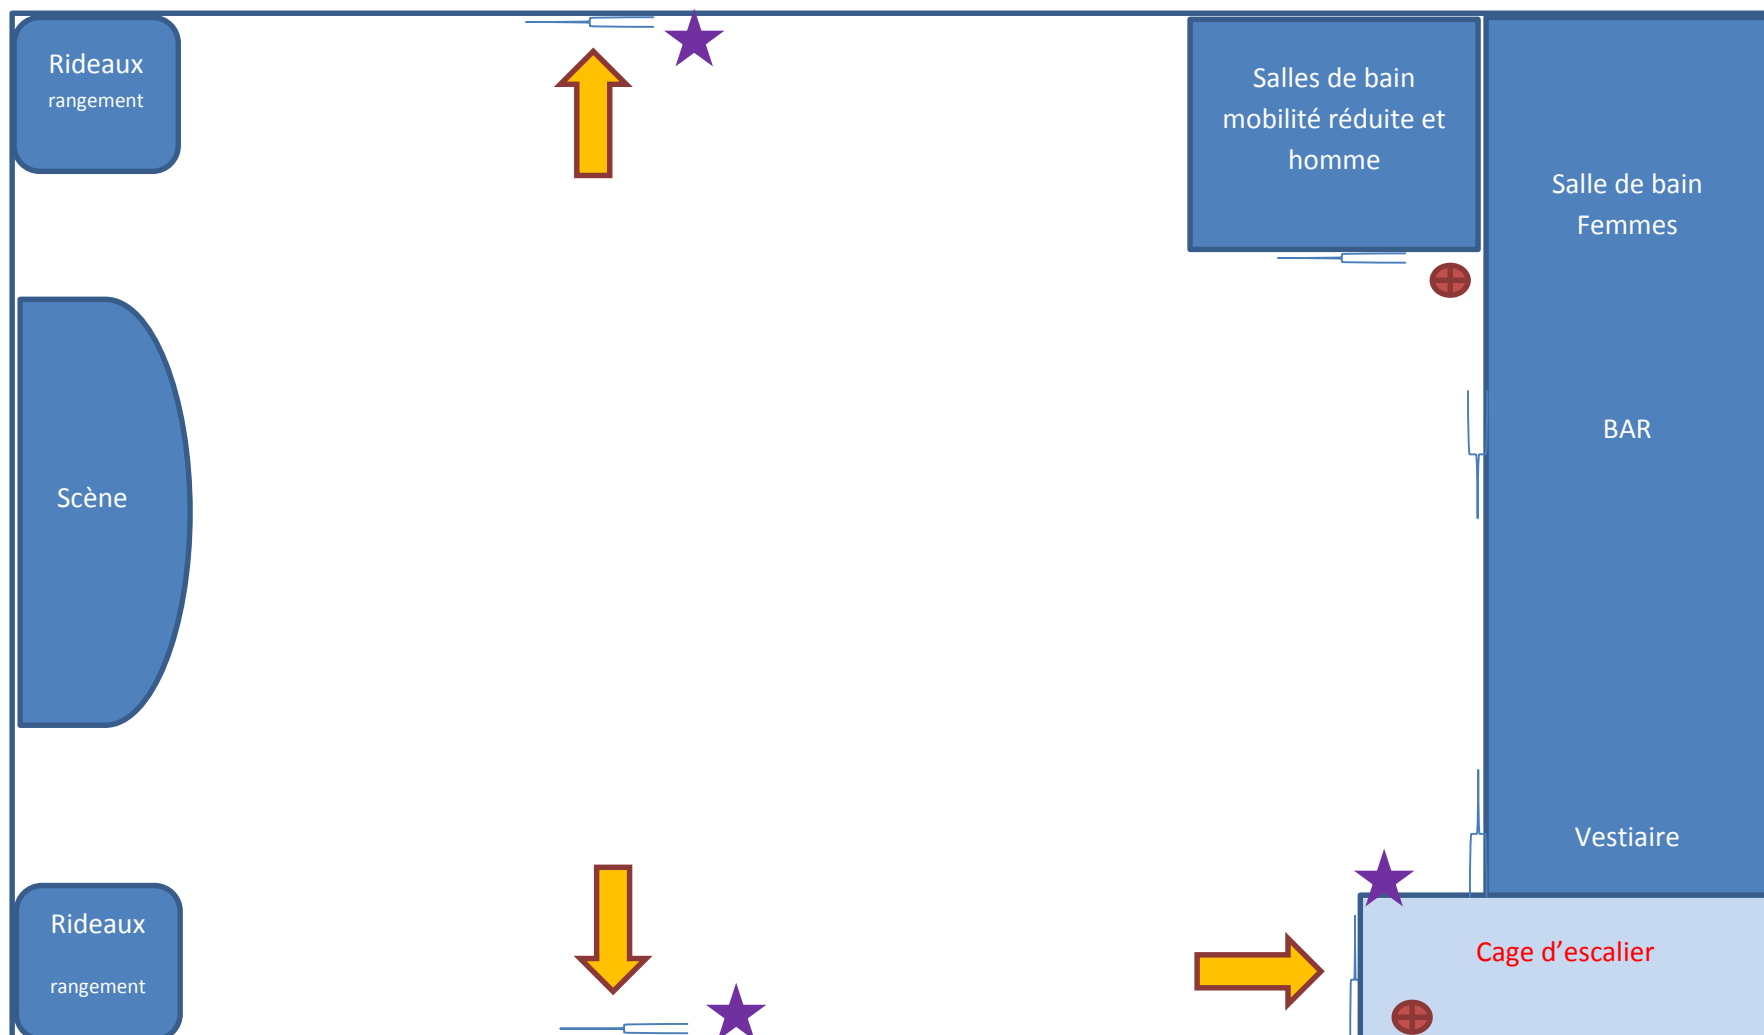 Rideaux
rangement
Salles de bain
mobilité réduite et
homme
Salle de bain
Femmes
BAR
Scène
Vestiaire
Rideaux
rangement
Cage d’escalier